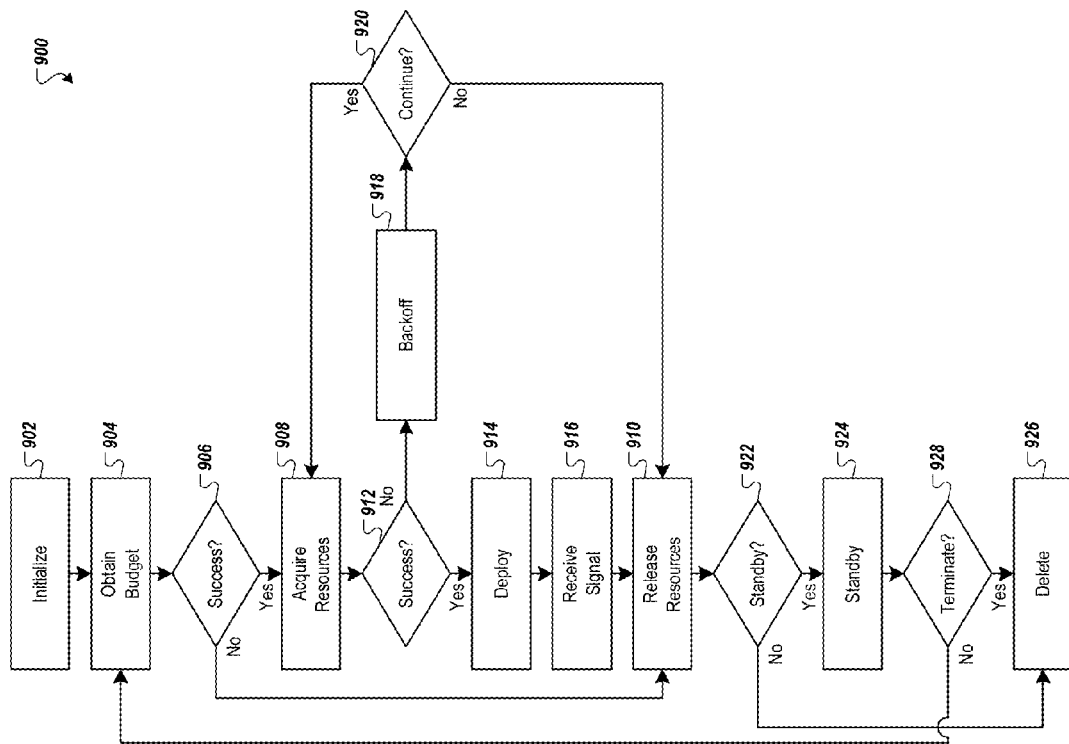 900
902
Initialize
904
Obtain
Budget
906
Success?
Yes
No
908
Acquire
Resources
912
Success?
No
Yes
918
Backoff
920
Continue?
Yes
No
914
Deploy
916
Receive
Signal
910
Release
Resources
922
Standby?
No
Yes
924
Standby
928
Terminate?
No
Yes
926
Delete